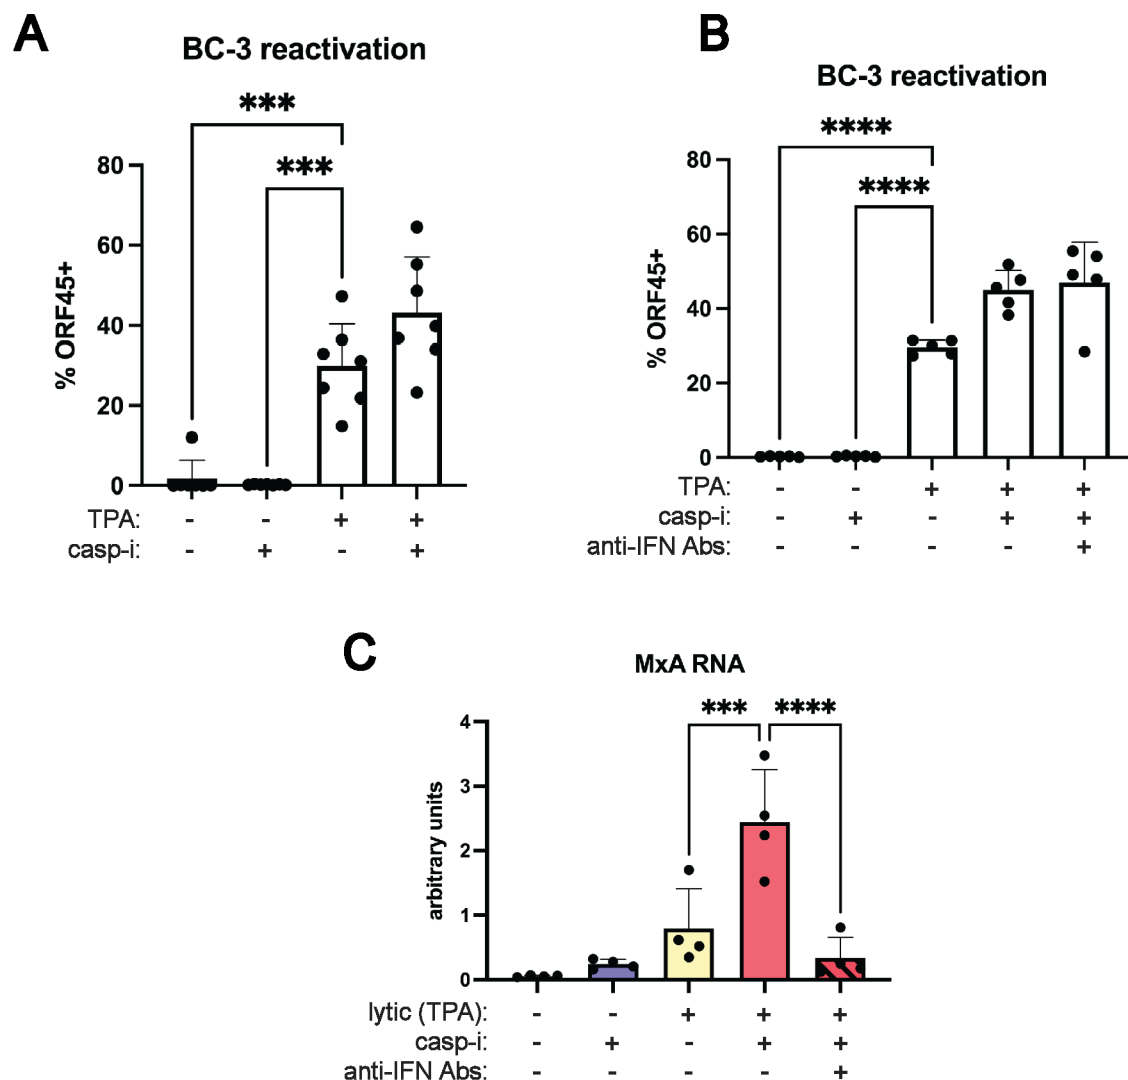 A
BC-3 reactivation
***
***
% ORF45+
80
60
40
20
0
TPA: - - + +
casp-i: - + - +
B
BC-3 reactivation
****
****
% ORF45+
80
60
40
20
0
TPA: - - + + +
casp-i: - + - + +
anti-IFN Abs: - - - - +
C
MxA RNA
*** ****
arbitrary units
4
3
2
1
0
lytic (TPA): - - + + +
casp-i: - + - + +
anti-IFN Abs: - - - - +